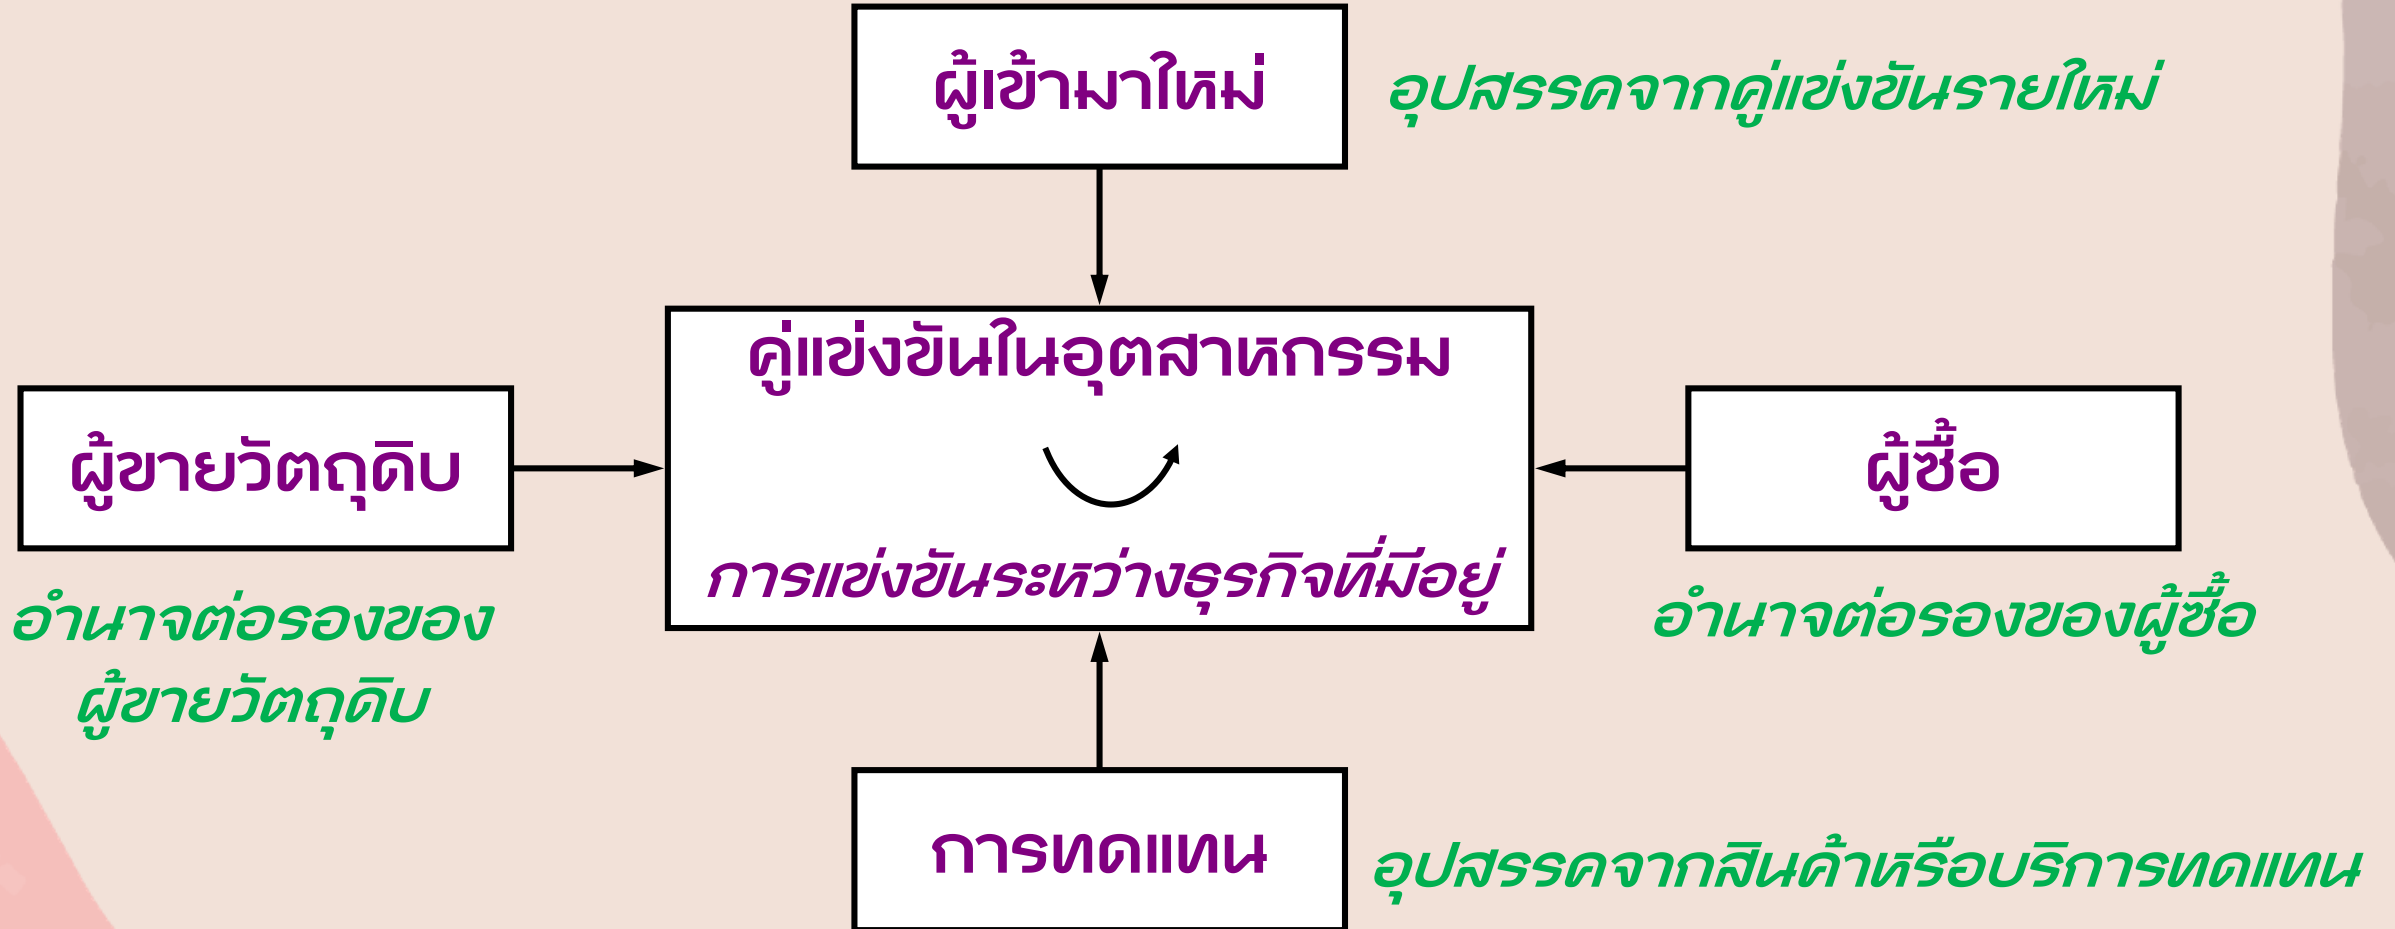 ผู้เข้ามาใหม่
อุปสรรคจากคู่แข่งขันรายใหม่
คู่แข่งขันในอุตสาหกรรม
การแข่งขันระหว่างธุรกิจที่มีอยู่
ผู้ขายวัตถุดิบ
อำนาจต่อรองของ
ผู้ขายวัตถุดิบ
ผู้ซื้อ
อำนาจต่อรองของผู้ซื้อ
การทดแทน
อุปสรรคจากสินค้าหรือบริการทดแทน